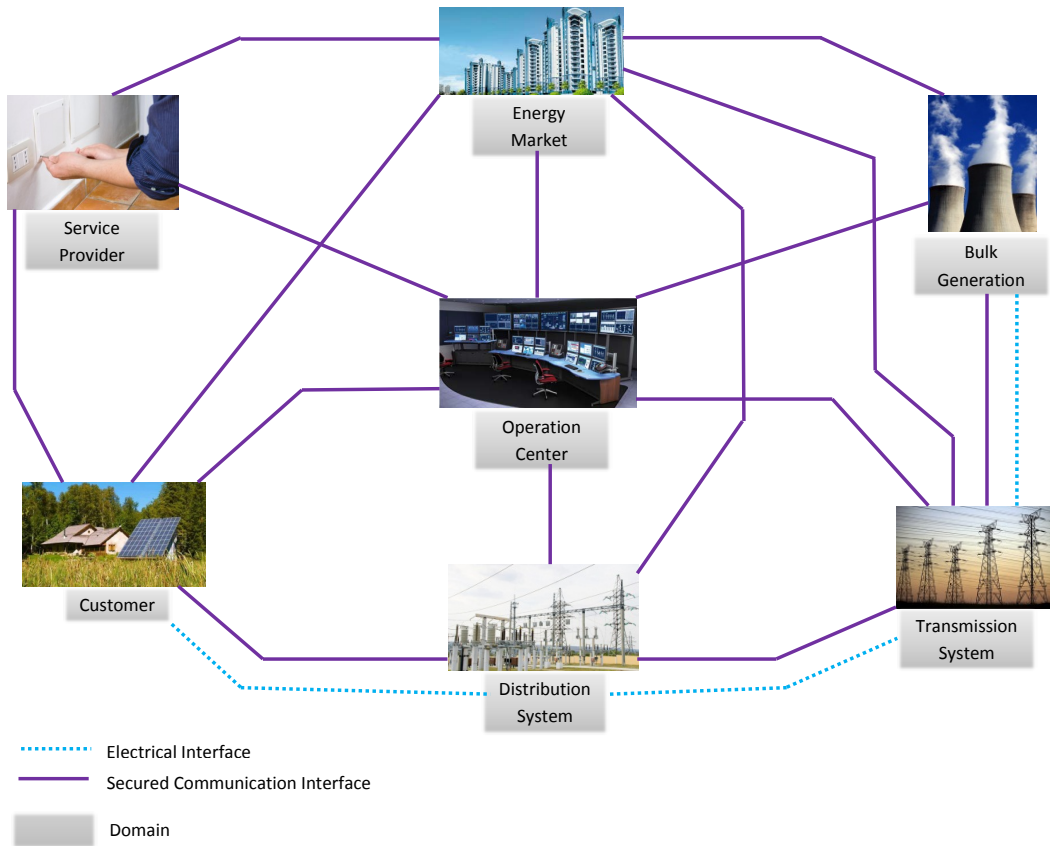 Energy
Market
Service
Provider
Bulk
Generation
Operation
Center
Customer
Transmission
System
Distribution
System
Electrical Interface
Secured Communication Interface
Domain